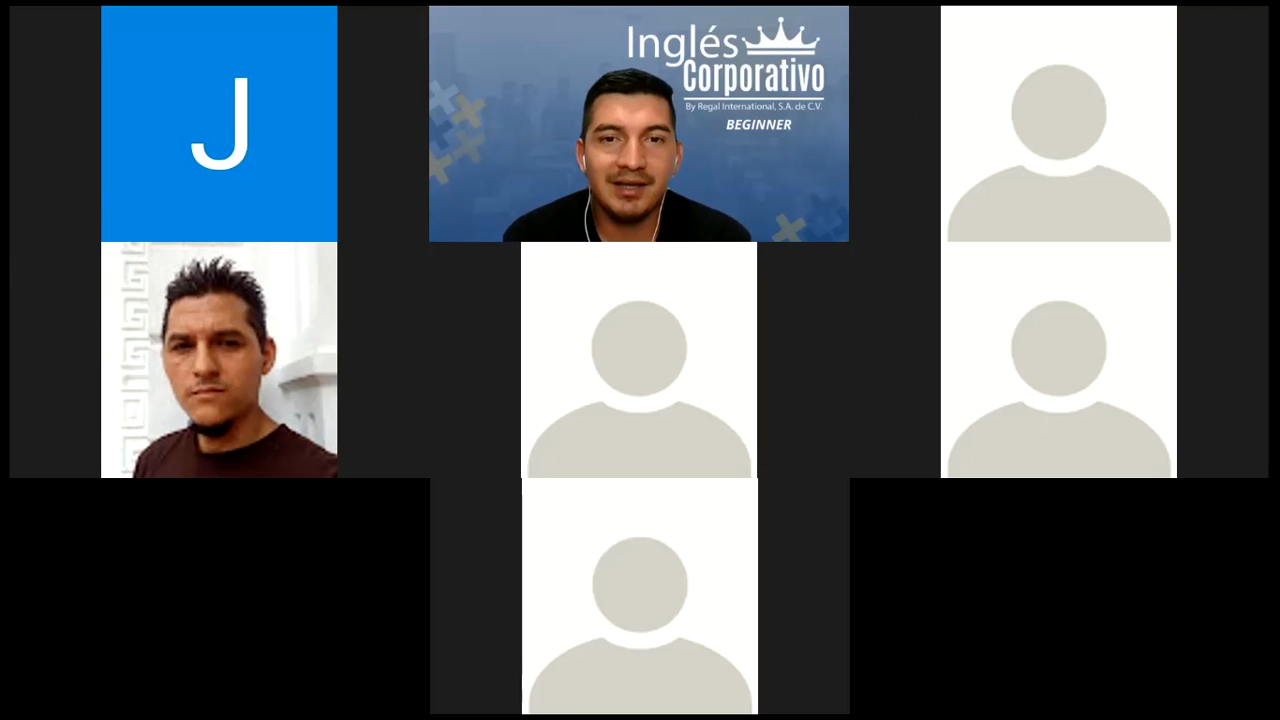 J
Inglés
Corporativo
By Regal International, S.A. de C.V.
BEGINNER